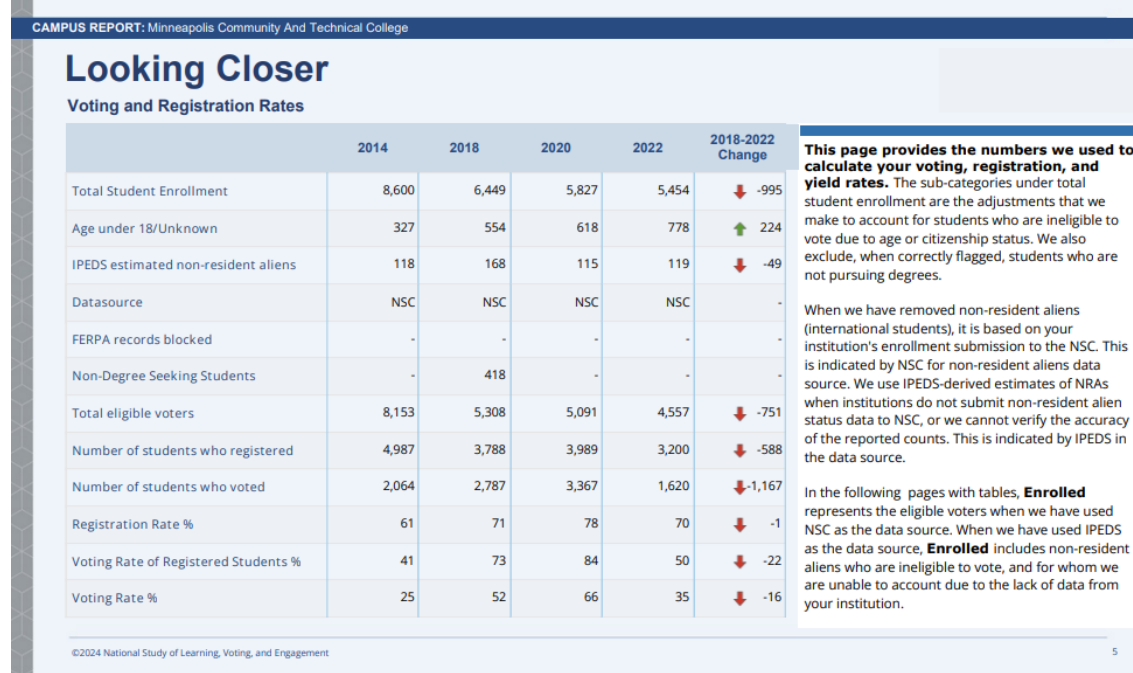 CAMPUS REPORT: Minneapolis Community And Technical College
Looking Closer
Voting and Registration Rates
2014 2018 2020 2022 2018-2022 Change
Total Student Enrollment 8,600 6,449 5,827 5,454 -995
Age under 18/Unknown 327 554 618 778 224
IPEDS estimated non-resident aliens 118 168 115 119 -49
Datasource NSC NSC NSC NSC -
FERPA records blocked - - - - -
Non-Degree Seeking Students - 418 - - -
Total eligible voters 8,153 5,308 5,091 4,557 -751
Number of students who registered 4,987 3,788 3,989 3,200 -588
Number of students who voted 2,064 2,787 3,367 1,620 -1,167
Registration Rate % 61 71 78 70 -1
Voting Rate of Registered Students % 41 73 84 50 -22
Voting Rate % 25 52 66 35 -16
This page provides the numbers we used to
calculate your voting, registration, and
yield rates. The sub-categories under total
student enrollment are the adjustments that we
make to account for students who are ineligible to
vote due to age or citizenship status. We also
exclude, when correctly flagged, students who are
not pursuing degrees.
When we have removed non-resident aliens
(international students), it is based on your
institution's enrollment submission to the NSC. This
is indicated by NSC for non-resident aliens data
source. We use IPEDS-derived estimates of NRAs
when institutions do not submit non-resident alien
status data to NSC, or we cannot verify the accuracy
of the reported counts. This is indicated by IPEDS in
the data source.
In the following pages with tables, Enrolled
represents the eligible voters when we have used
NSC as the data source. When we have used IPEDS
as the data source, Enrolled includes non-resident
aliens who are ineligible to vote, and for whom we
are unable to account due to the lack of data from
your institution.
©2024 National Study of Learning, Voting, and Engagement
5